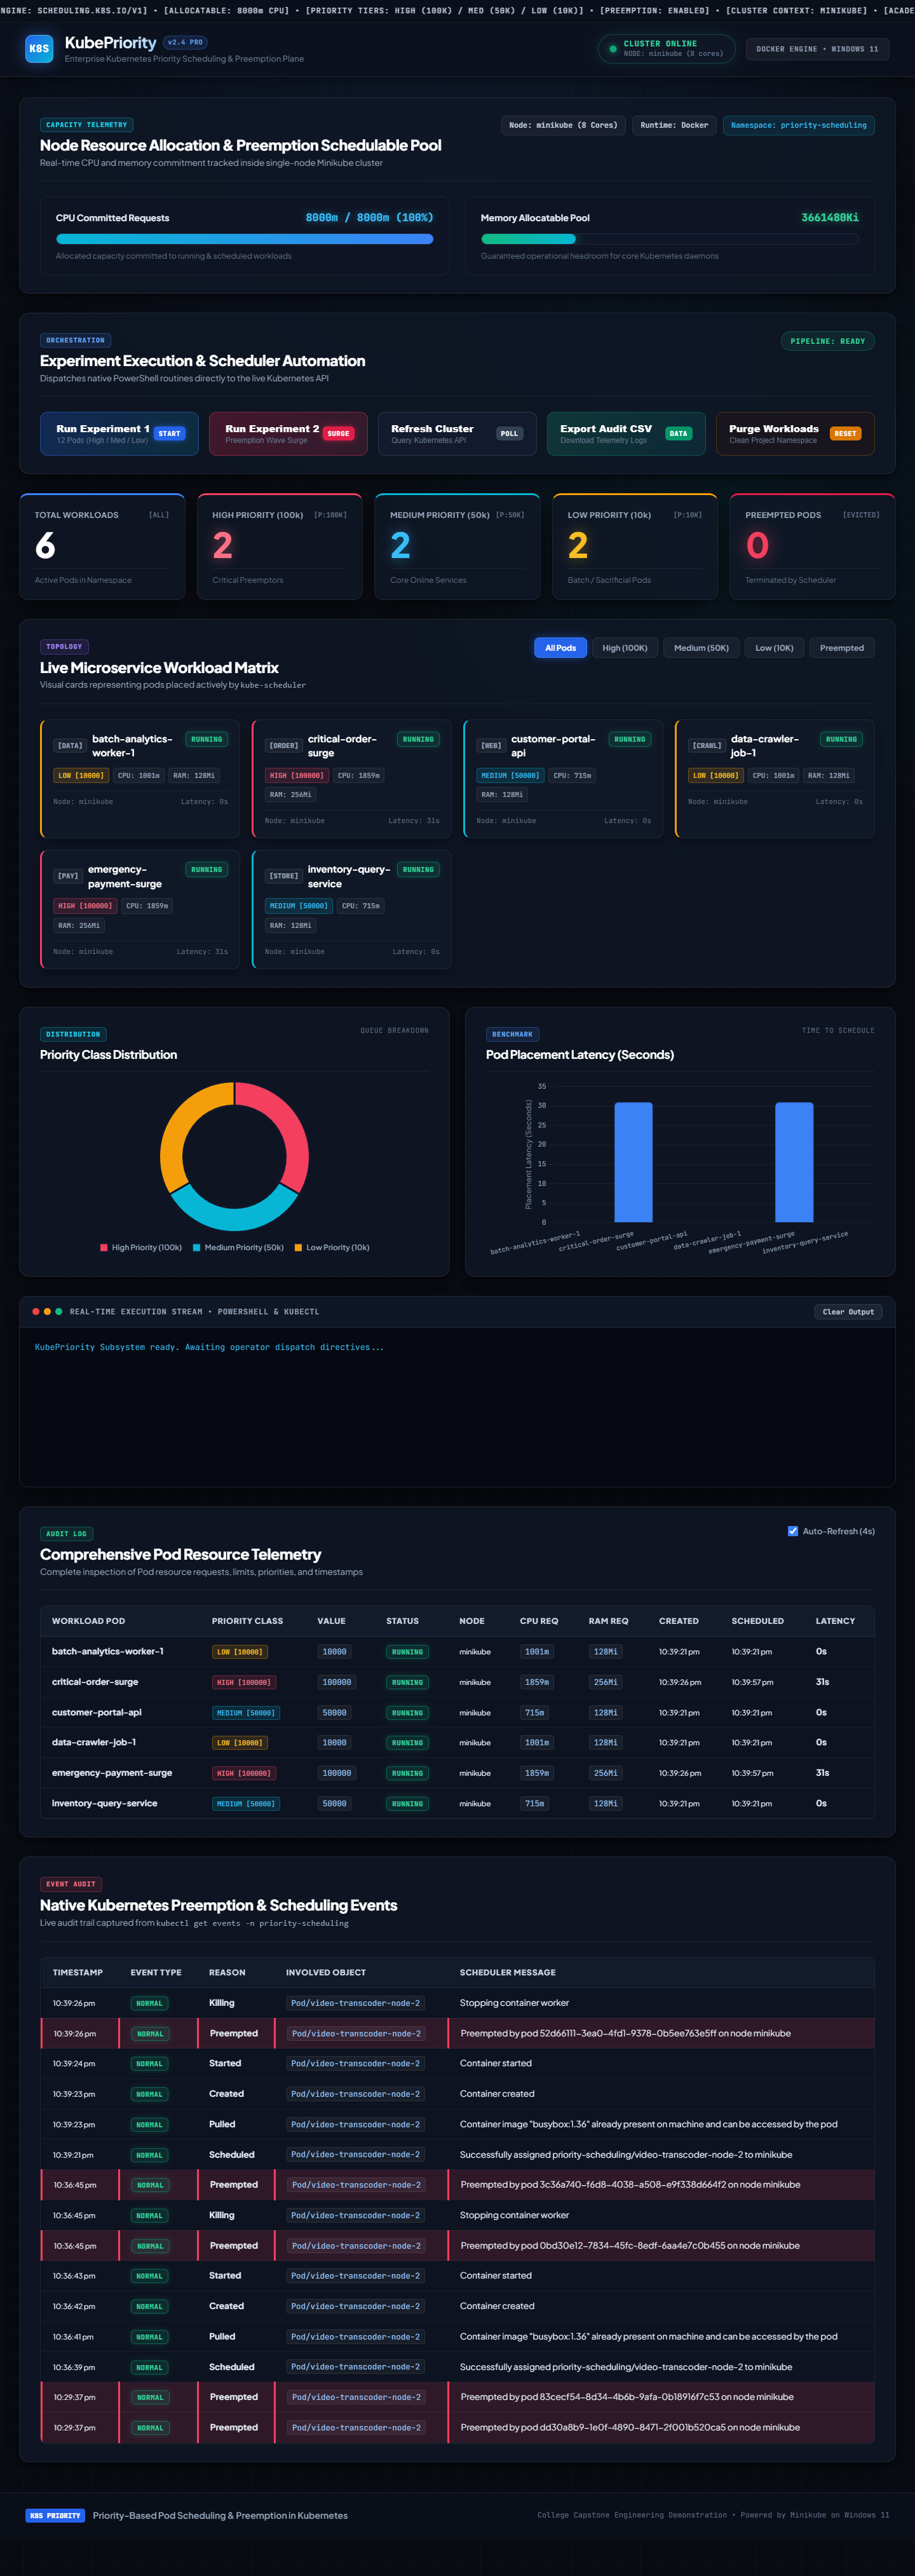 NGINE: SCHEDULING.K8S.IO/V1] • [ALLOCATABLE: 8000m CPU] • [PRIORITY TIERS: HIGH (100K) / MED (50K) / LOW (10K)] • [PREEMPTION: ENABLED] • [CLUSTER CONTEXT: MINIKUBE] • [ACADE
K8S
KubePriority v2.4 PRO
Enterprise Kubernetes Priority Scheduling & Preemption Plane
CLUSTER ONLINE
NODE: minikube (8 cores)
DOCKER ENGINE • WINDOWS 11
CAPACITY TELEMETRY
Node Resource Allocation & Preemption Schedulable Pool
Real-time CPU and memory commitment tracked inside single-node Minikube cluster
Node: minikube (8 Cores)
Runtime: Docker
Namespace: priority-scheduling
CPU Committed Requests
8000m / 8000m (100%)
Allocated capacity committed to running & scheduled workloads
Memory Allocatable Pool
3661480Ki
Guaranteed operational headroom for core Kubernetes daemons
ORCHESTRATION
Experiment Execution & Scheduler Automation
Dispatches native PowerShell routines directly to the live Kubernetes API
PIPELINE: READY
Run Experiment 1
12 Pods (High / Med / Low)
START
Run Experiment 2
Preemption Wave Surge
SURGE
Refresh Cluster
Query Kubernetes API
POLL
Export Audit CSV
Download Telemetry Logs
DATA
Purge Workloads
Clean Project Namespace
RESET
TOTAL WORKLOADS [ALL]
6
Active Pods in Namespace
HIGH PRIORITY (100k) [P:100K]
2
Critical Preemptors
MEDIUM PRIORITY (50k) [P:50K]
2
Core Online Services
LOW PRIORITY (10k) [P:10K]
2
Batch / Sacrificial Pods
PREEMPTED PODS [EVICTED]
0
Terminated by Scheduler
TOPOLOGY
Live Microservice Workload Matrix
Visual cards representing pods placed actively by kube-scheduler
All Pods
High (100K)
Medium (50K)
Low (10K)
Preempted
[DATA] batch-analytics-
worker-1
RUNNING
LOW [10000] CPU: 1001m RAM: 128Mi
Node: minikube Latency: 0s
[ORDER] critical-order-
surge
RUNNING
HIGH [100000] CPU: 1859m
RAM: 256Mi
Node: minikube Latency: 31s
[WEB] customer-portal-
api
RUNNING
MEDIUM [50000] CPU: 715m
RAM: 128Mi
Node: minikube Latency: 0s
[CRAWL] data-crawler-
job-1
RUNNING
LOW [10000] CPU: 1001m RAM: 128Mi
Node: minikube Latency: 0s
[PAY] emergency-
payment-surge
RUNNING
HIGH [100000] CPU: 1859m
RAM: 256Mi
Node: minikube Latency: 31s
[STORE] inventory-query-
service
RUNNING
MEDIUM [50000] CPU: 715m
RAM: 128Mi
Node: minikube Latency: 0s
DISTRIBUTION
QUEUE BREAKDOWN
Priority Class Distribution
High Priority (100k) Medium Priority (50k) Low Priority (10k)
BENCHMARK
TIME TO SCHEDULE
Pod Placement Latency (Seconds)
Placement Latency (Seconds)
35
30
25
20
15
10
5
0
batch-analytics-worker-1
critical-order-surge
customer-portal-api
data-crawler-job-1
emergency-payment-surge
inventory-query-service
REAL-TIME EXECUTION STREAM • POWERSHELL & KUBECTL
Clear Output
KubePriority Subsystem ready. Awaiting operator dispatch directives...
AUDIT LOG
Comprehensive Pod Resource Telemetry
Complete inspection of Pod resource requests, limits, priorities, and timestamps
Auto-Refresh (4s)
WORKLOAD POD PRIORITY CLASS VALUE STATUS NODE CPU REQ RAM REQ CREATED SCHEDULED LATENCY
batch-analytics-worker-1 LOW [10000] 10000 RUNNING minikube 1001m 128Mi 10:39:21 pm 10:39:21 pm 0s
critical-order-surge HIGH [100000] 100000 RUNNING minikube 1859m 256Mi 10:39:26 pm 10:39:57 pm 31s
customer-portal-api MEDIUM [50000] 50000 RUNNING minikube 715m 128Mi 10:39:21 pm 10:39:21 pm 0s
data-crawler-job-1 LOW [10000] 10000 RUNNING minikube 1001m 128Mi 10:39:21 pm 10:39:21 pm 0s
emergency-payment-surge HIGH [100000] 100000 RUNNING minikube 1859m 256Mi 10:39:26 pm 10:39:57 pm 31s
inventory-query-service MEDIUM [50000] 50000 RUNNING minikube 715m 128Mi 10:39:21 pm 10:39:21 pm 0s
EVENT AUDIT
Native Kubernetes Preemption & Scheduling Events
Live audit trail captured from kubectl get events -n priority-scheduling
TIMESTAMP EVENT TYPE REASON INVOLVED OBJECT SCHEDULER MESSAGE
10:39:26 pm NORMAL Killing Pod/video-transcoder-node-2 Stopping container worker
10:39:26 pm NORMAL Preempted Pod/video-transcoder-node-2 Preempted by pod 52d66111-3ea0-4fd1-9378-0b5ee763e5ff on node minikube
10:39:24 pm NORMAL Started Pod/video-transcoder-node-2 Container started
10:39:23 pm NORMAL Created Pod/video-transcoder-node-2 Container created
10:39:23 pm NORMAL Pulled Pod/video-transcoder-node-2 Container image "busybox:1.36" already present on machine and can be accessed by the pod
10:39:21 pm NORMAL Scheduled Pod/video-transcoder-node-2 Successfully assigned priority-scheduling/video-transcoder-node-2 to minikube
10:36:45 pm NORMAL Preempted Pod/video-transcoder-node-2 Preempted by pod 3c36a740-f6d8-4038-a508-e9f338d664f2 on node minikube
10:36:45 pm NORMAL Killing Pod/video-transcoder-node-2 Stopping container worker
10:36:45 pm NORMAL Preempted Pod/video-transcoder-node-2 Preempted by pod 0bd30e12-7834-45fc-8edf-6aa4e7c0b455 on node minikube
10:36:43 pm NORMAL Started Pod/video-transcoder-node-2 Container started
10:36:42 pm NORMAL Created Pod/video-transcoder-node-2 Container created
10:36:41 pm NORMAL Pulled Pod/video-transcoder-node-2 Container image "busybox:1.36" already present on machine and can be accessed by the pod
10:36:39 pm NORMAL Scheduled Pod/video-transcoder-node-2 Successfully assigned priority-scheduling/video-transcoder-node-2 to minikube
10:29:37 pm NORMAL Preempted Pod/video-transcoder-node-2 Preempted by pod 83cecf54-8d34-4b6b-9afa-0b18916f7c53 on node minikube
10:29:37 pm NORMAL Preempted Pod/video-transcoder-node-2 Preempted by pod dd30a8b9-1e0f-4890-8471-2f001b520ca5 on node minikube
K8S PRIORITY Priority-Based Pod Scheduling & Preemption in Kubernetes
College Capstone Engineering Demonstration • Powered by Minikube on Windows 11